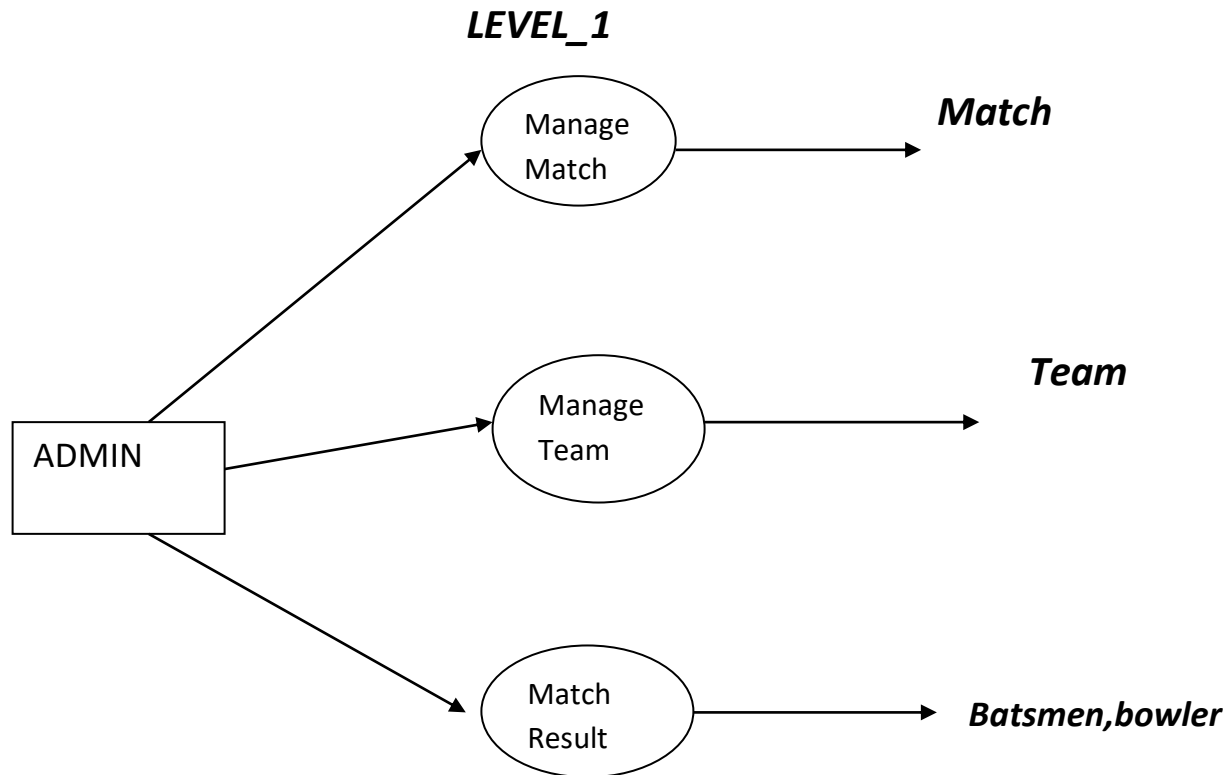 LEVEL_1
Manage
Match
Match
Manage
Team
Team
ADMIN
Match
Result
Batsmen,bowler